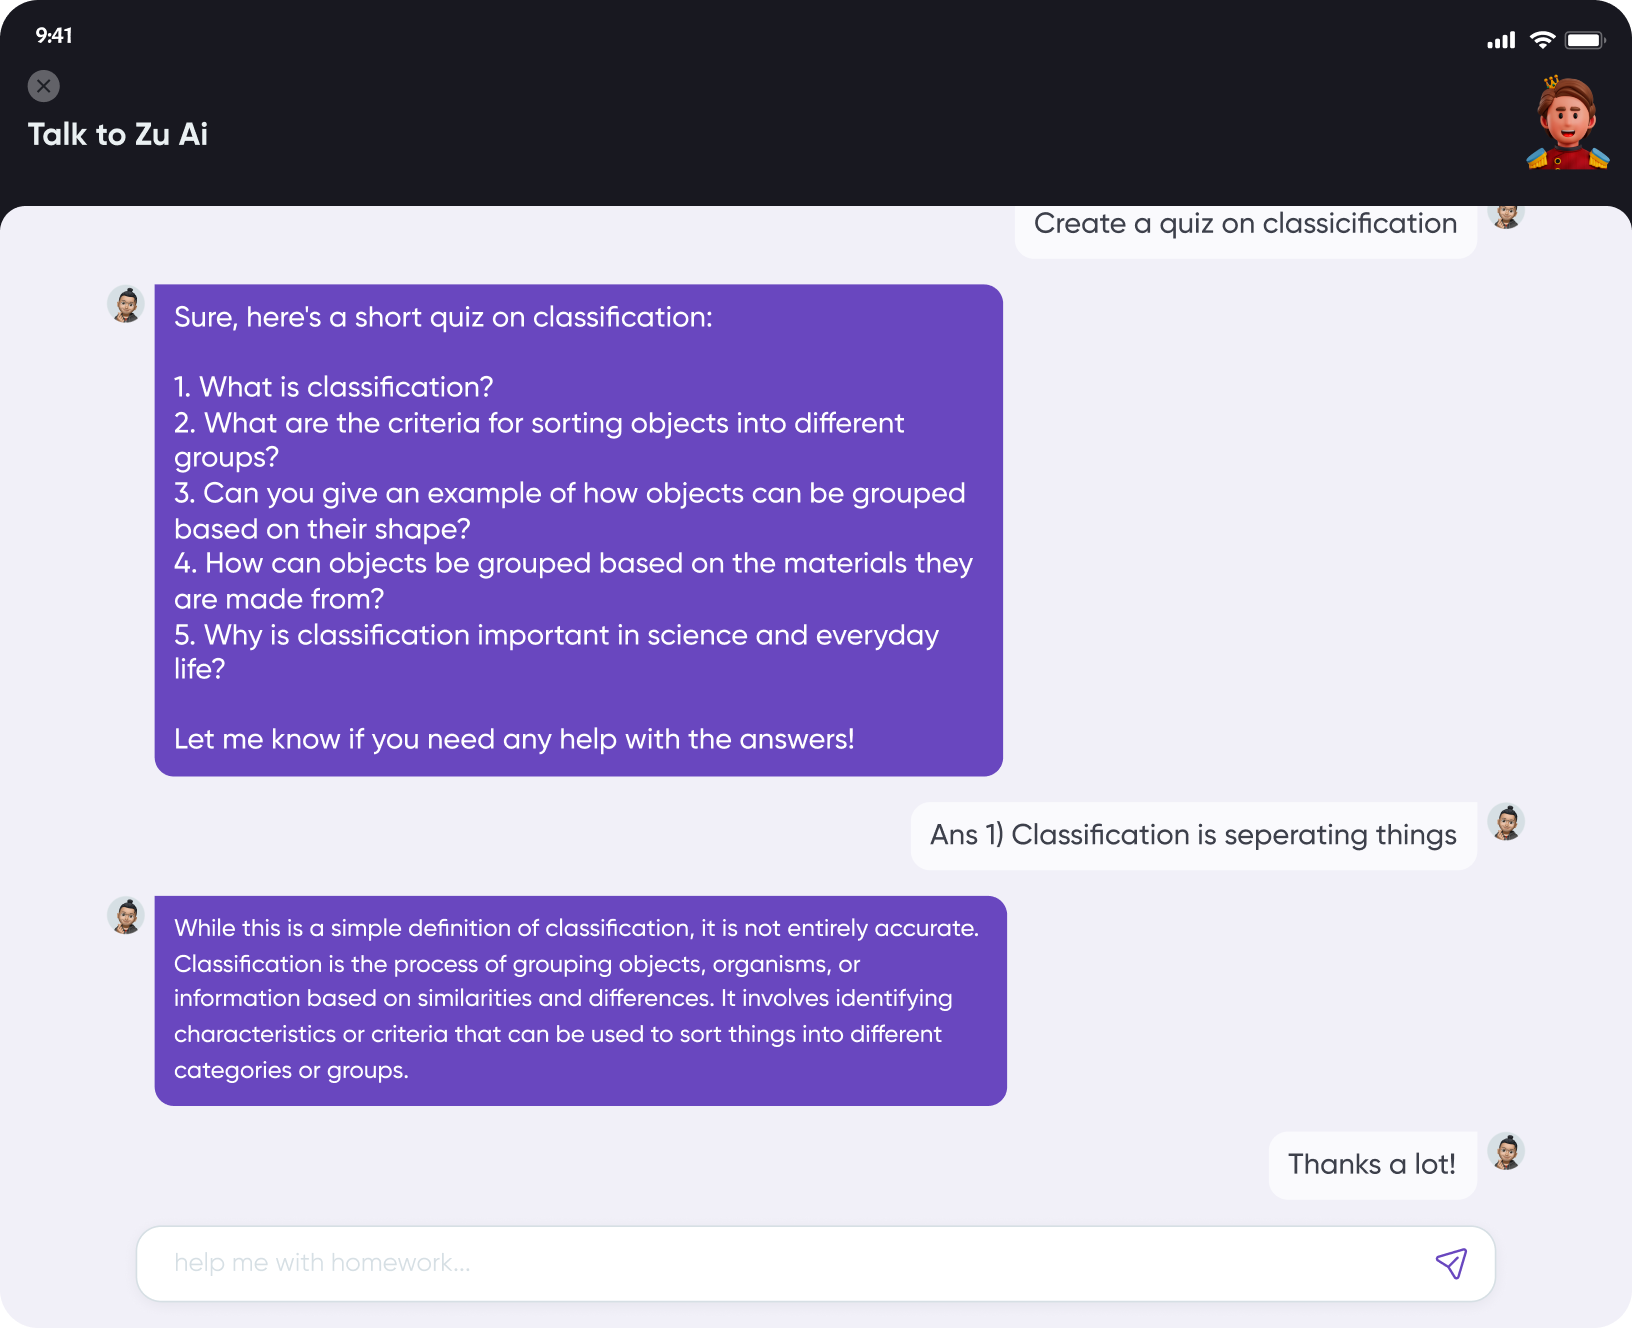 9:41
Talk to Zu Ai
Create a quiz on classicification
Sure, here's a short quiz on classification:
1. What is classification?
2. What are the criteria for sorting objects into different
groups?
3. Can you give an example of how objects can be grouped
based on their shape?
4. How can objects be grouped based on the materials they
are made from?
5. Why is classification important in science and everyday
life?
Let me know if you need any help with the answers!
Ans 1) Classification is seperating things
While this is a simple definition of classification, it is not entirely accurate.
Classification is the process of grouping objects, organisms, or
information based on similarities and differences. It involves identifying
characteristics or criteria that can be used to sort things into different
categories or groups.
Thanks a lot!
help me with homework...